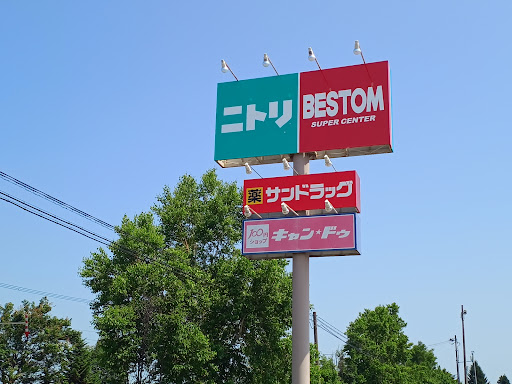 ニトリ
BESTOM
SUPER CENTER
薬 サンドラッグ
100円
ショップ
キャン★ドゥ